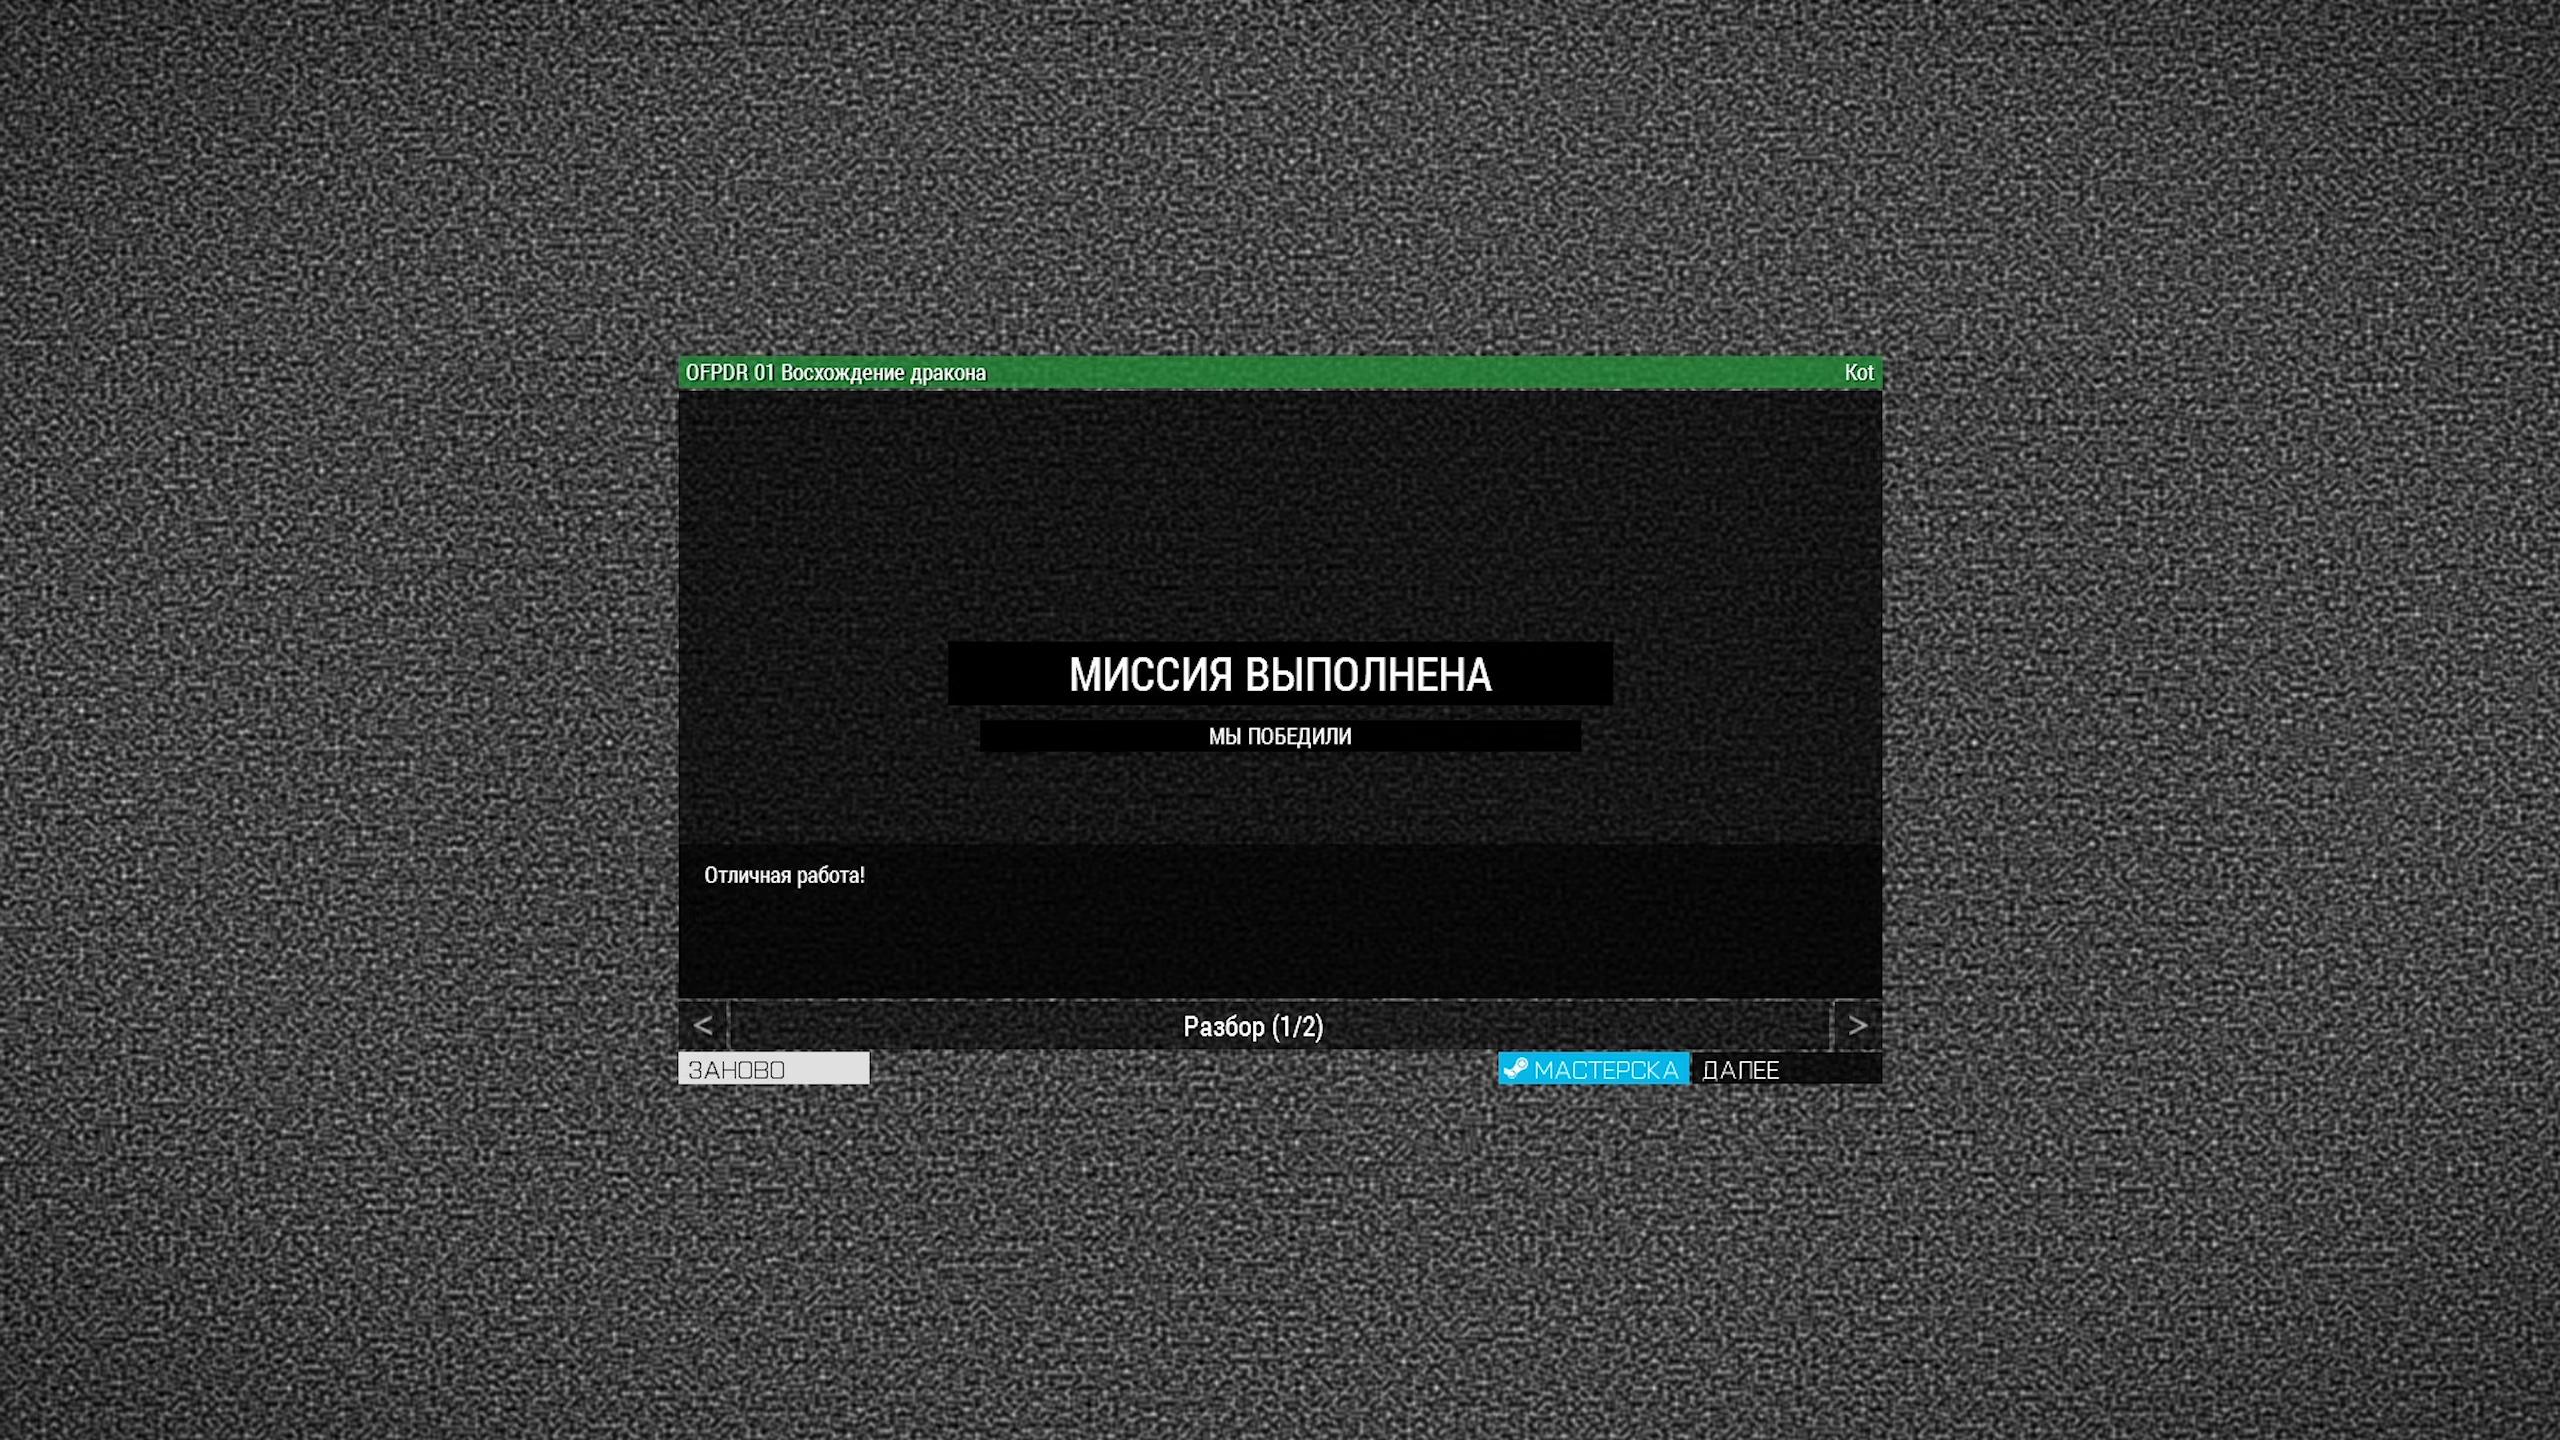 OFPDR 01 Восхождение дракона
Kot
МИССИЯ ВЫПОЛНЕНА
МЫ ПОБЕДИЛИ
Отличная работа!
< Разбор (1/2) >
ЗАНОВО
МАСТЕРСКА
ДАЛЕЕ